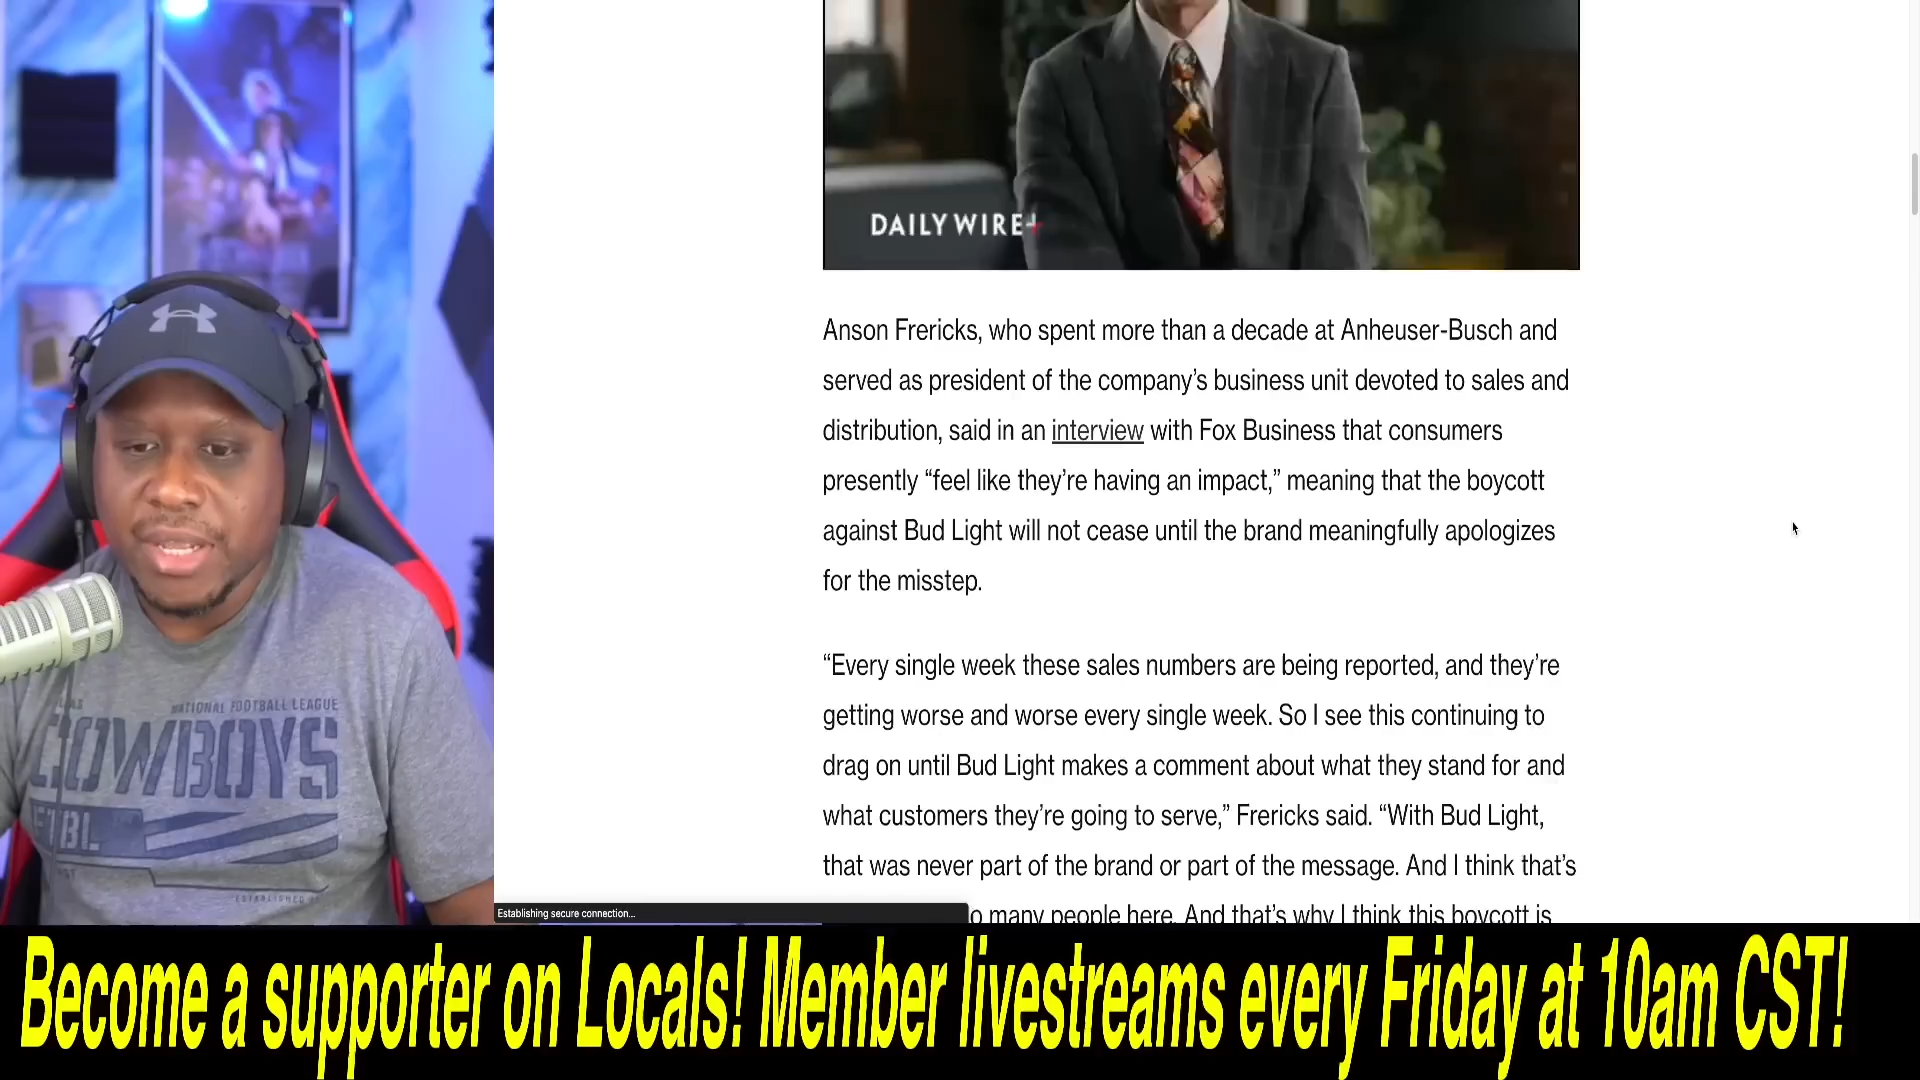 DAILY WIRE+
Anson Frericks, who spent more than a decade at Anheuser-Busch and
served as president of the company’s business unit devoted to sales and
distribution, said in an interview with Fox Business that consumers
presently “feel like they’re having an impact,” meaning that the boycott
against Bud Light will not cease until the brand meaningfully apologizes
for the misstep.
“Every single week these sales numbers are being reported, and they’re
getting worse and worse every single week. So I see this continuing to
drag on until Bud Light makes a comment about what they stand for and
what customers they’re going to serve,” Frericks said. “With Bud Light,
that was never part of the brand or part of the message. And I think that’s
o many people here. And that’s why I think this boycott is
NATIONAL FOOTBALL LEAGUE
COWBOYS
FTBL
ESTABLISHED
Establishing secure connection...
Become a supporter on Locals! Member livestreams every Friday at 10am CST!